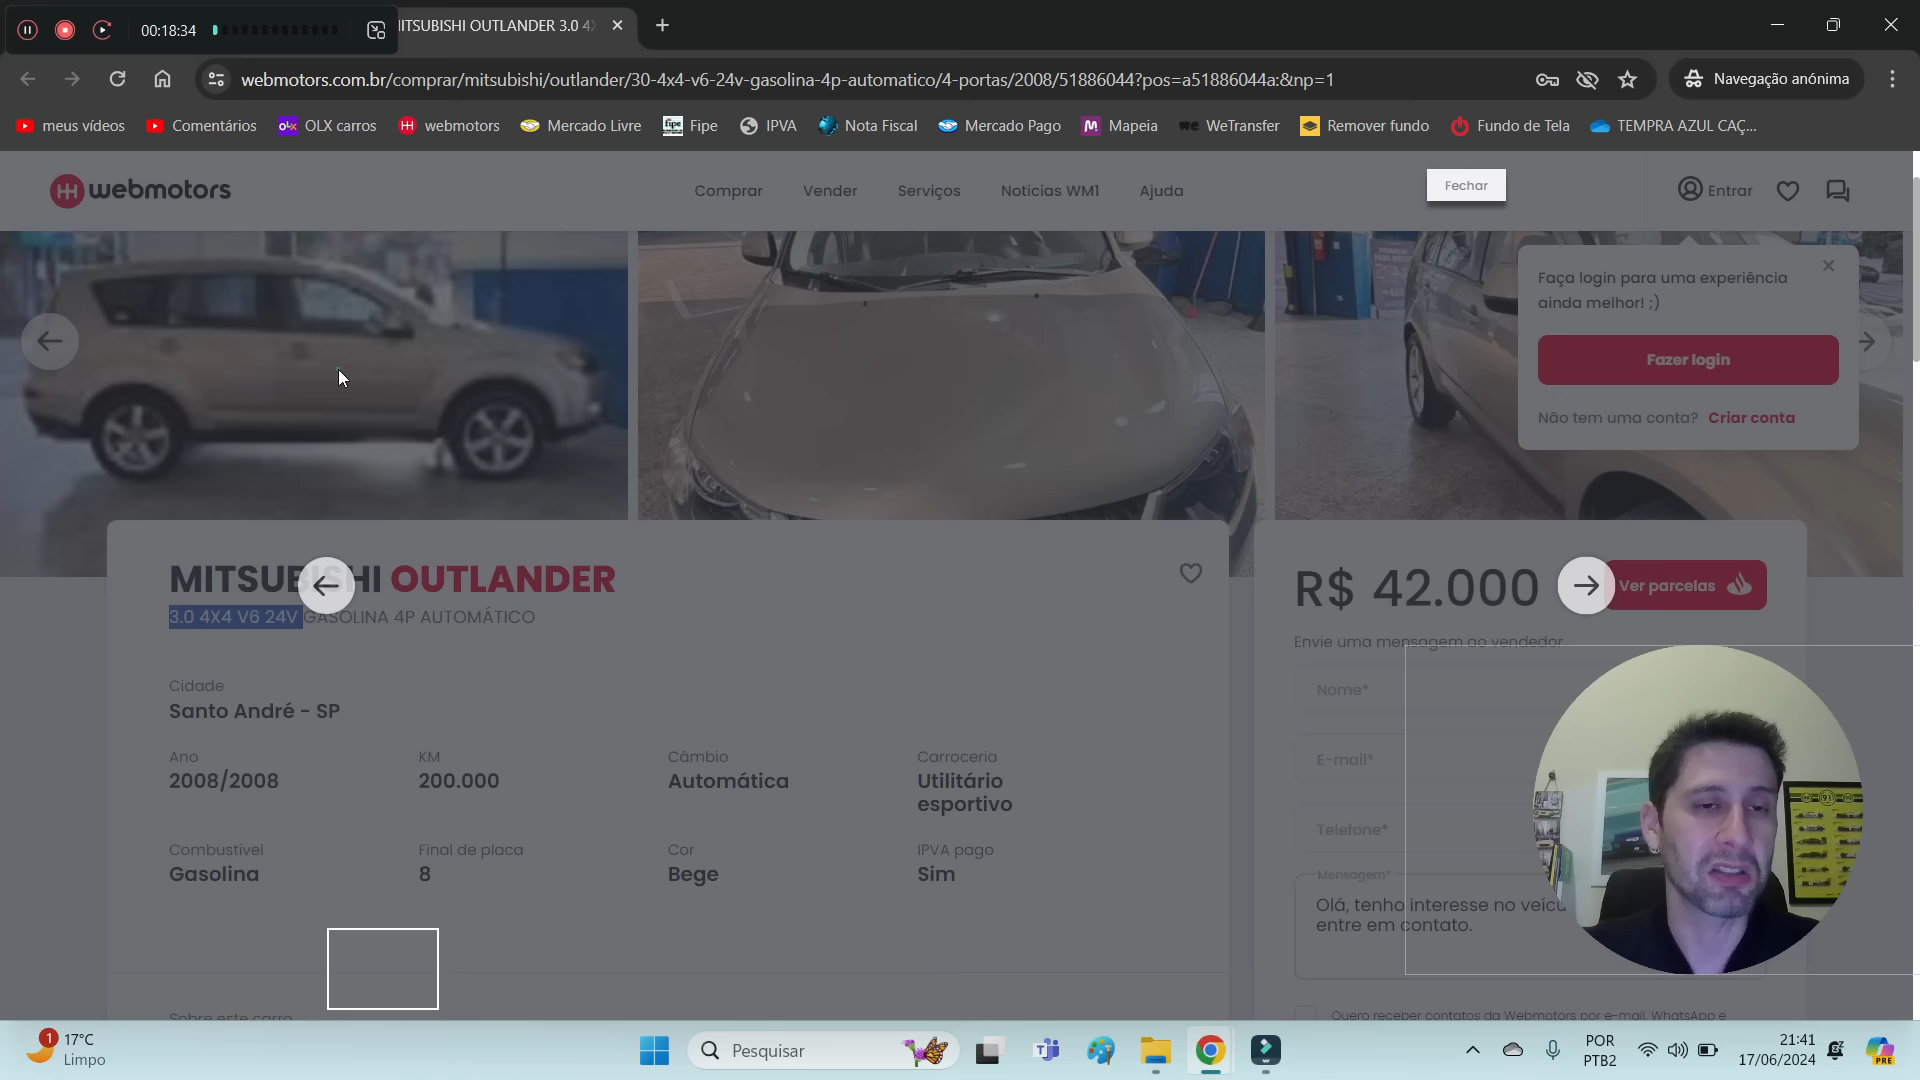 00:18:34
MITSUBISHI OUTLANDER 3.0 4X
webmotors.com.br/comprar/mitsubishi/outlander/30-4x4-v6-24v-gasolina-4p-automatico/4-portas/2008/51886044?pos=a51886044a:&np=1
Navegação anónima
meus vídeos
Comentários
OLX carros
webmotors
Mercado Livre
Fipe
IPVA
Nota Fiscal
Mercado Pago
Mapeia
WeTransfer
Remover fundo
Fundo de Tela
TEMPRA AZUL CAÇ...
webmotors
Comprar
Vender
Serviços
Notícias WM1
Ajuda
Fechar
Entrar
Faça login para uma experiência
ainda melhor! ;)
Fazer login
Não tem uma conta? Criar conta
MITSUBISHI OUTLANDER
3.0 4X4 V6 24V GASOLINA 4P AUTOMÁTICO
R$ 42.000
Ver parcelas
Envie uma mensagem ao vendedor
Nome*
E-mail*
Telefone*
Mensagem*
Olá, tenho interesse no veícu
entre em contato.
Quero receber contatos da Webmotors por e-mail, WhatsApp e
Cidade
Santo André - SP
Ano
2008/2008
KM
200.000
Câmbio
Automática
Carroceria
Utilitário
esportivo
Combustível
Gasolina
Final de placa
8
Cor
Bege
IPVA pago
Sim
Sobre este carro
1
17°C
Limpo
Pesquisar
POR
PTB2
21:41
17/06/2024
PRE